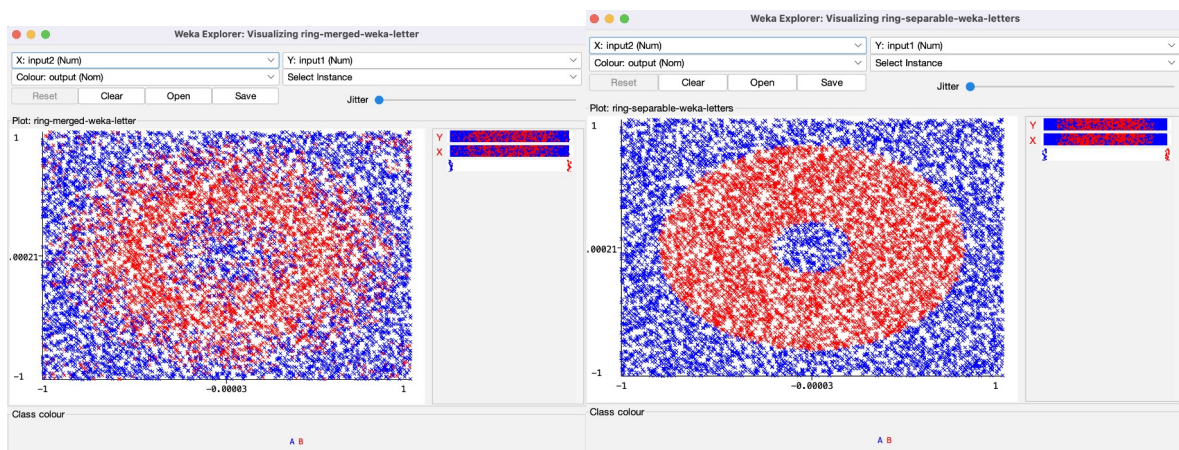 Weka Explorer: Visualizing ring-merged-weka-letter
X: input2 (Num)
Y: input1 (Num)
Colour: output (Nom)
Select Instance
Reset
Clear
Open
Save
Jitter
Plot: ring-merged-weka-letter
1
.00021
-1
-1
-0.00003
1
Y
X
Class colour
A B
Weka Explorer: Visualizing ring-separable-weka-letters
X: input2 (Num)
Y: input1 (Num)
Colour: output (Nom)
Select Instance
Reset
Clear
Open
Save
Jitter
Plot: ring-separable-weka-letters
1
.00021
-1
-1
-0.00003
1
Y
X
Class colour
A B